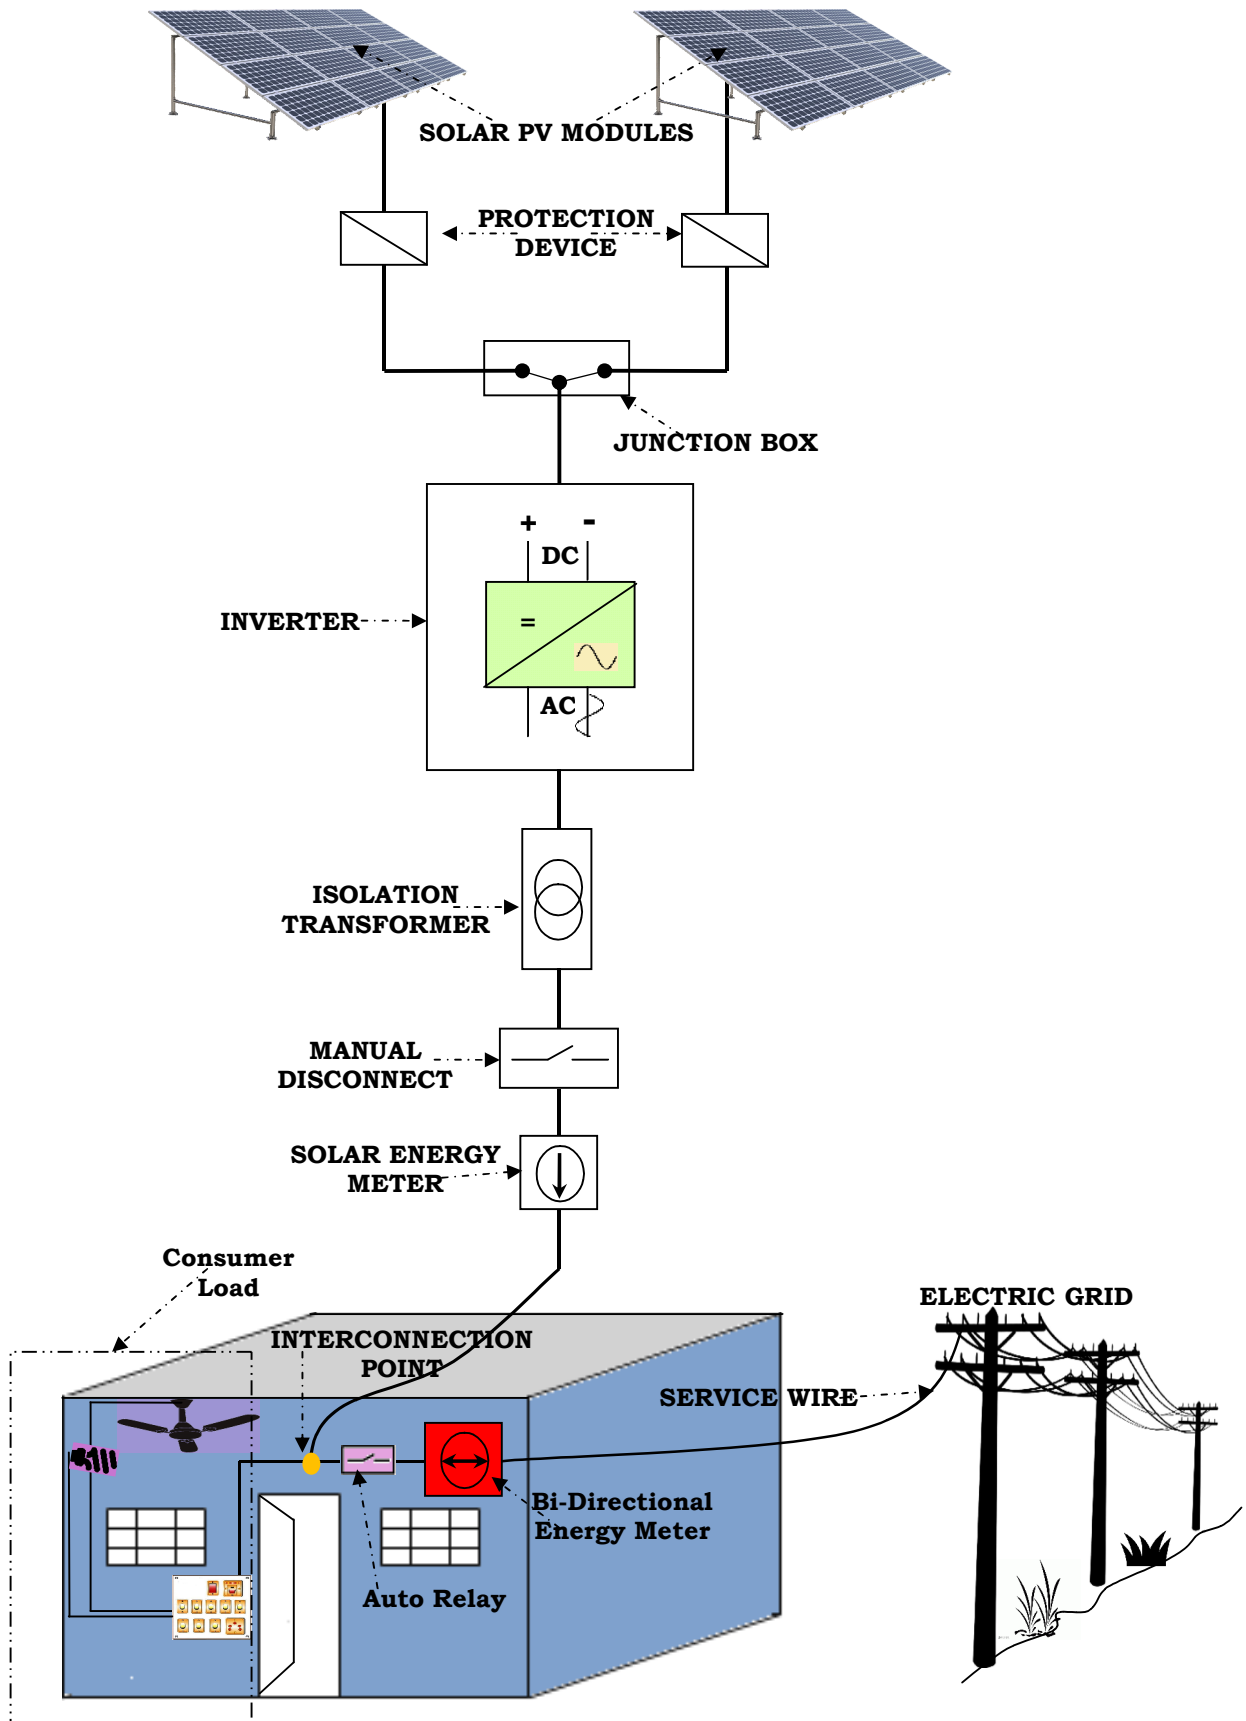 SOLAR PV MODULES
PROTECTION
DEVICE
JUNCTION BOX
+ -
DC
INVERTER
=
AC
ISOLATION
TRANSFORMER
MANUAL
DISCONNECT
SOLAR ENERGY
METER
Consumer
Load
ELECTRIC GRID
INTERCONNECTION
POINT
SERVICE WIRE
Bi-Directional
Energy Meter
Auto Relay